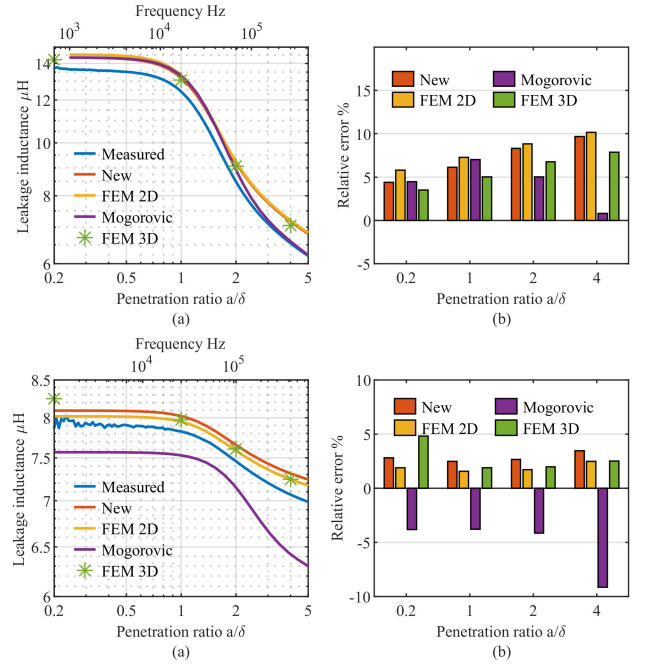 Frequency Hz
10³ 10⁴ 10⁵
Leakage inductance µH
14
12
10
8
6
Measured
New
FEM 2D
Mogorovic
FEM 3D
0.2 0.5 1 2 5
Penetration ratio a/δ
(a)
Relative error %
15
10
5
0
-5
New Mogorovic
FEM 2D FEM 3D
0.2 1 2 4
Penetration ratio a/δ
(b)
Frequency Hz
10⁴ 10⁵
Leakage inductance µH
8.5
8
7.5
7
6.5
6
Measured
New
FEM 2D
Mogorovic
FEM 3D
0.2 0.5 1 2 5
Penetration ratio a/δ
(a)
Relative error %
10
5
0
-5
-10
New Mogorovic
FEM 2D FEM 3D
0.2 1 2 4
Penetration ratio a/δ
(b)